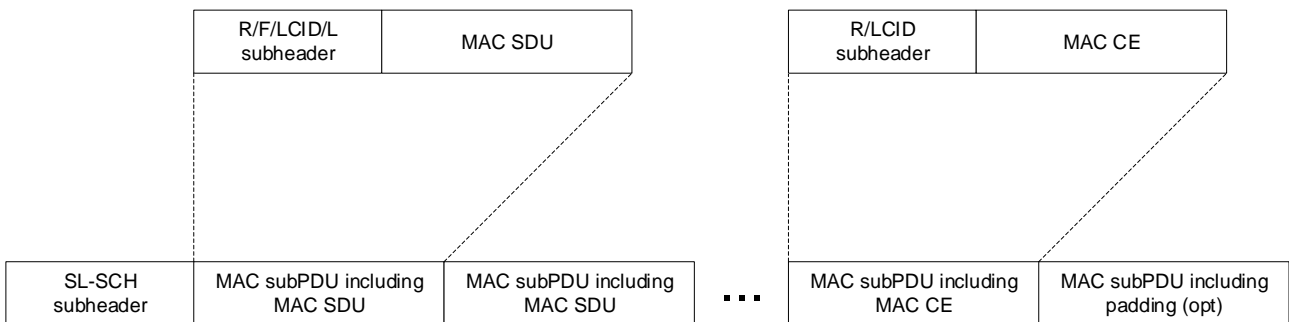 R/F/LCID/L
subheader
MAC SDU
R/LCID
subheader
MAC CE
SL-SCH
subheader
MAC subPDU including
MAC SDU
MAC subPDU including
MAC SDU
...
MAC subPDU including
MAC CE
MAC subPDU including
padding (opt)